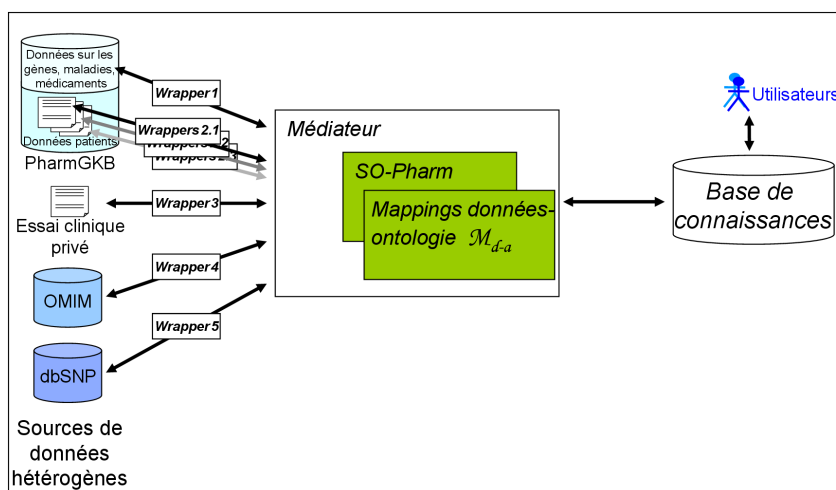 Données sur les
gènes, maladies,
médicaments
Données patients
PharmGKB
Essai clinique
privé
OMIM
dbSNP
Sources de
données
hétérogènes
Wrapper 1
Wrappers 2.1
Wrapper 3
Wrapper 4
Wrapper 5
Médiateur
SO-Pharm
Mappings données-
ontologie ℳd-a
Utilisateurs
Base de
connaissances